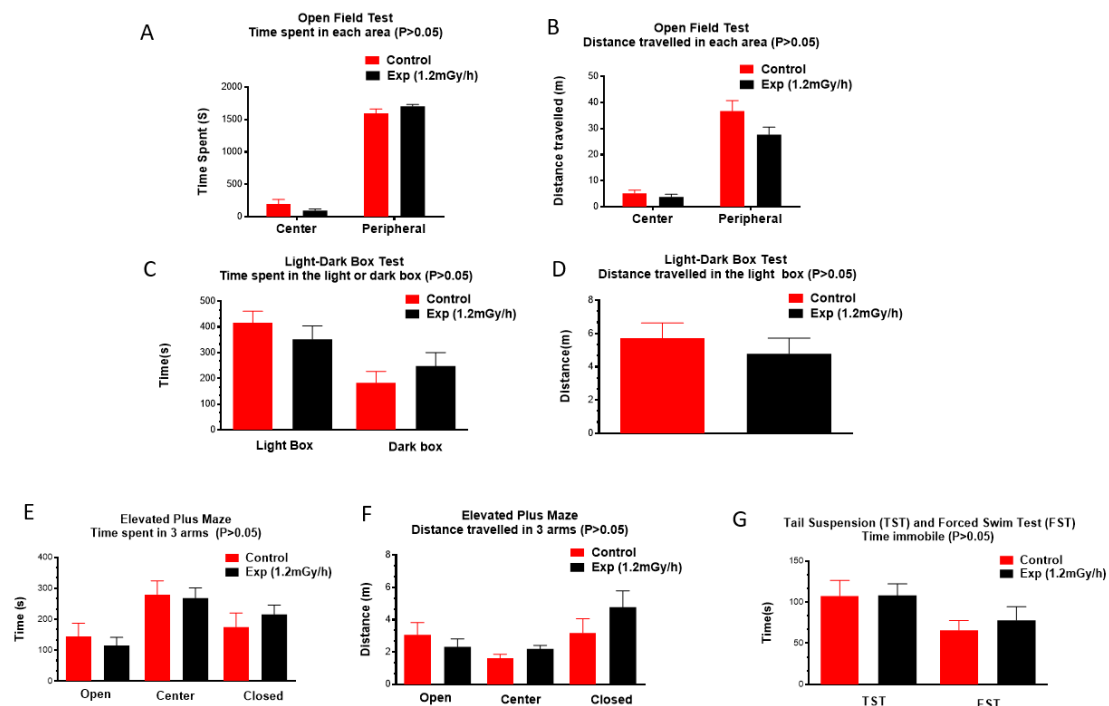 A
Open Field Test
Time spent in each area (P>0.05)
Control
Exp (1.2mGy/h)
Time Spent (S)
2000
1500
1000
500
0
Center
Peripheral
B
Open Field Test
Distance travelled in each area (P>0.05)
Control
Exp (1.2mGy/h)
Distance travelled (m)
50
40
30
20
10
0
Center
Peripheral
C
Light-Dark Box Test
Time spent in the light or dark box (P>0.05)
Control
Exp (1.2mGy/h)
Time(s)
500
400
300
200
100
0
Light Box
Dark box
D
Light-Dark Box Test
Distance travelled in the light box (P>0.05)
Control
Exp (1.2mGy/h)
Distance(m)
8
6
4
2
0
E
Elevated Plus Maze
Time spent in 3 arms (P>0.05)
Control
Exp (1.2mGy/h)
Time (s)
400
300
200
100
0
Open
Center
Closed
F
Elevated Plus Maze
Distance travelled in 3 arms (P>0.05)
Control
Exp (1.2mGy/h)
Distance (m)
8
6
4
2
0
Open
Center
Closed
G
Tail Suspension (TST) and Forced Swim Test (FST)
Time immobile (P>0.05)
Control
Exp (1.2mGy/h)
Time(s)
150
100
50
0
TST
FST